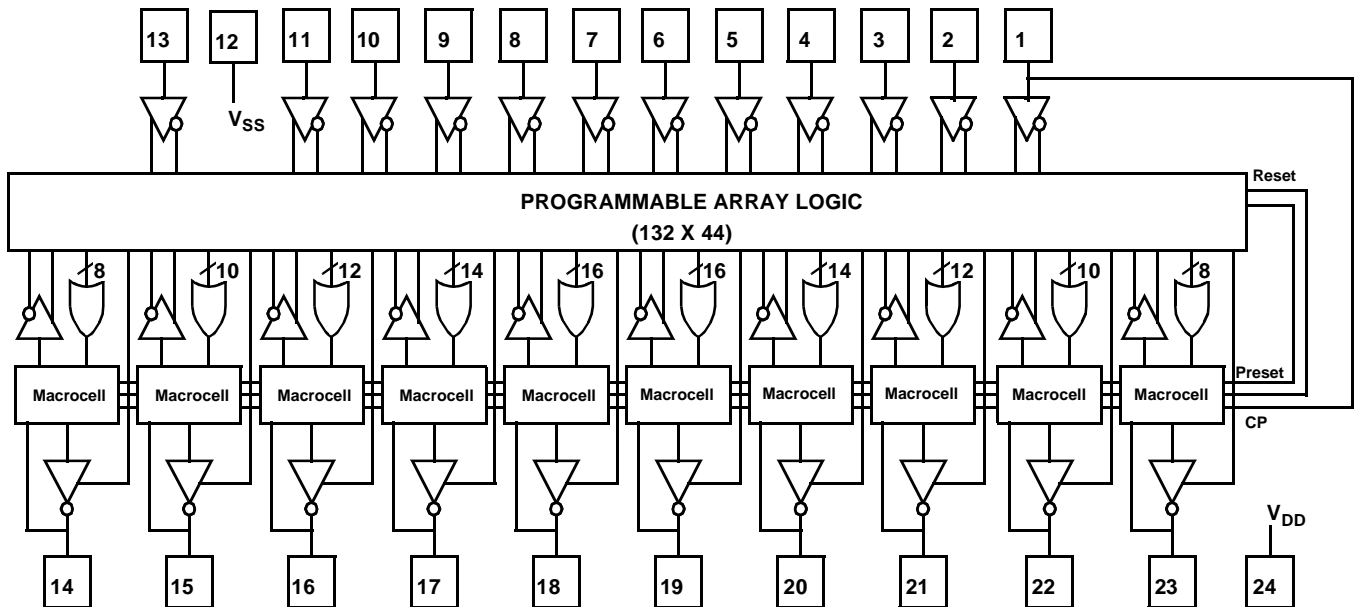 13 12 11 10 9 8 7 6 5 4 3 2 1
VSS
Reset
PROGRAMMABLE ARRAY LOGIC
(132 X 44)
8 10 12 14 16 16 14 12 10 8
Preset
Macrocell Macrocell Macrocell Macrocell Macrocell Macrocell Macrocell Macrocell Macrocell Macrocell
CP
VDD
14 15 16 17 18 19 20 21 22 23 24